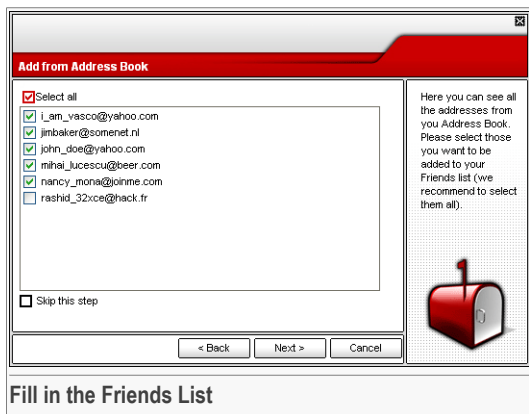 Add from Address Book
Select all
i_am_vasco@yahoo.com
jimbaker@somenet.nl
john_doe@yahoo.com
mihai_lucescu@beer.com
nancy_mona@joinme.com
rashid_32xce@hack.fr
Skip this step
< Back
Next >
Cancel
Here you can see all
the addresses from
you Address Book.
Please select those
you want to be
added to your
Friends list (we
recommend to select
them all).
Fill in the Friends List